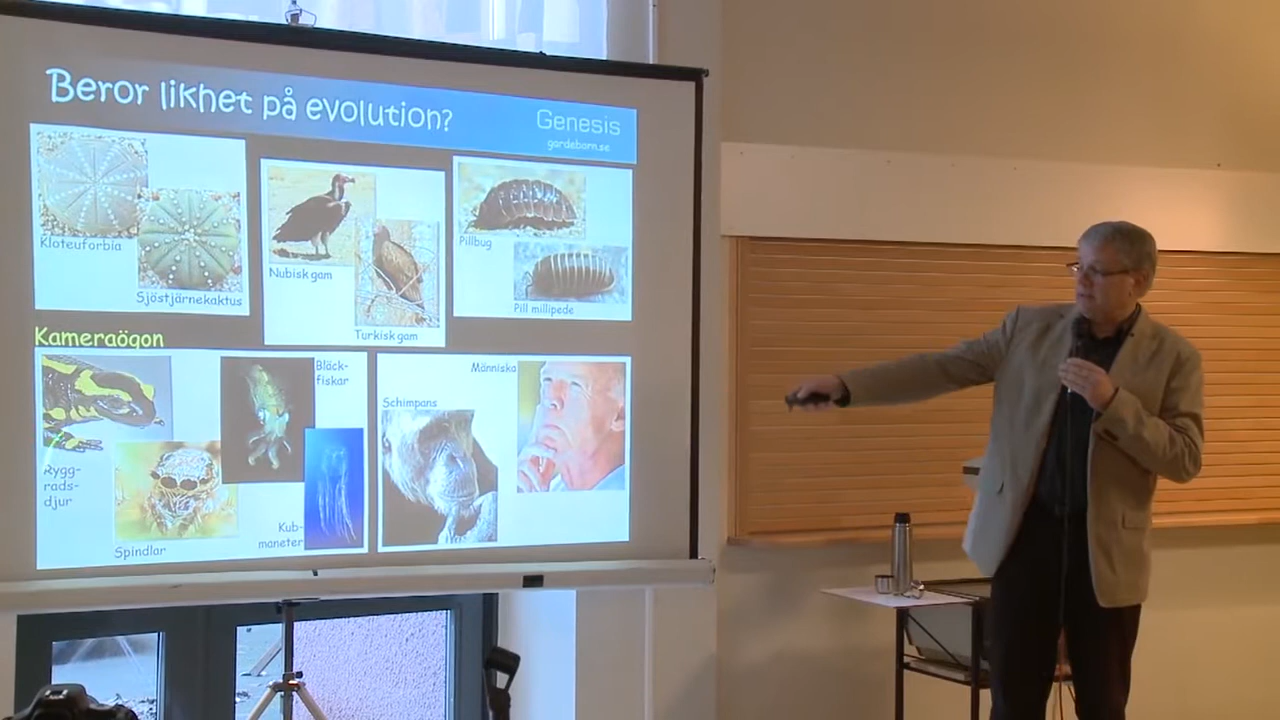 Beror likhet på evolution?
Genesis
gardeborn.se
Kloteuforbia
Sjöstjärnekaktus
Nubisk gam
Turkisk gam
Pillbug
Pill millipede
Kameraögon
Rygg-
rads-
djur
Spindlar
Bläck-
fiskar
Kub-
maneter
Schimpans
Människa